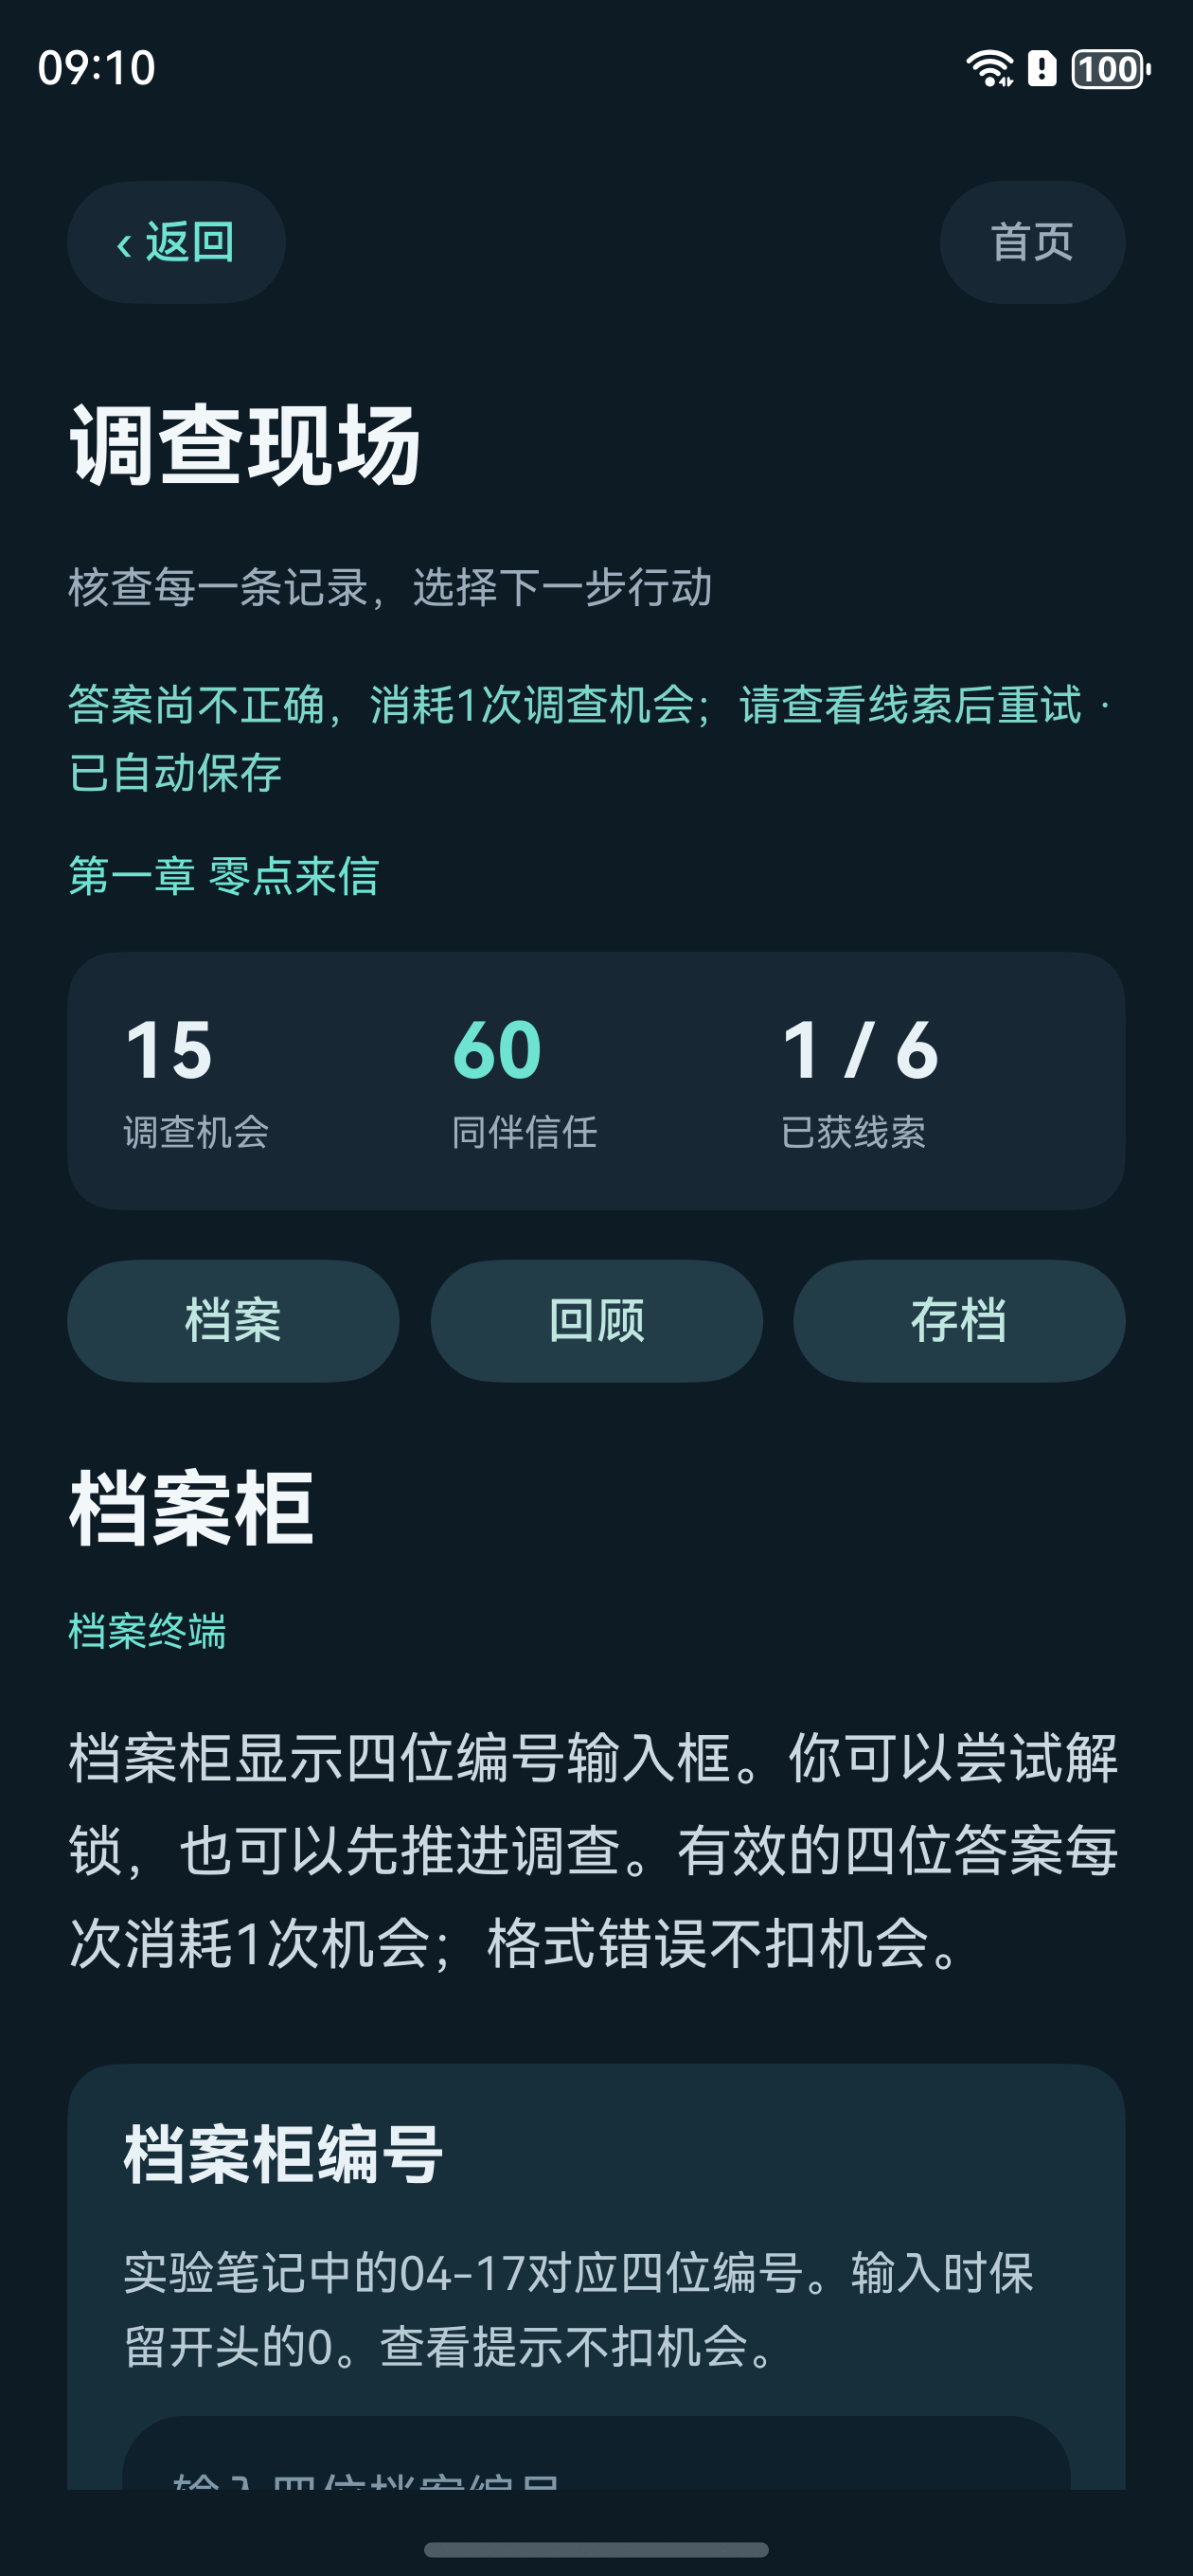 09:10
100
‹ 返回
首页
调查现场
核查每一条记录，选择下一步行动
答案尚不正确，消耗1次调查机会；请查看线索后重试 ·
已自动保存
第一章 零点来信
15
60
1 / 6
调查机会
同伴信任
已获线索
档案
回顾
存档
档案柜
档案终端
档案柜显示四位编号输入框。你可以尝试解
锁，也可以先推进调查。有效的四位答案每
次消耗1次机会；格式错误不扣机会。
档案柜编号
实验笔记中的04-17对应四位编号。输入时保
留开头的0。查看提示不扣机会。
输入四位档案编号